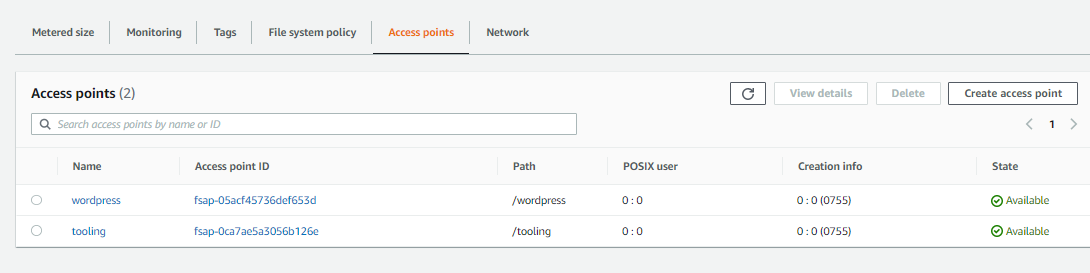 Metered size Monitoring Tags File system policy Access points Network
Access points (2) View details Delete Create access point
Search access points by name or ID 1
Name Access point ID Path POSIX user Creation info State
wordpress fsap-05acf45736def653d /wordpress 0 : 0 0 : 0 (0755) Available
tooling fsap-0ca7ae5a3056b126e /tooling 0 : 0 0 : 0 (0755) Available